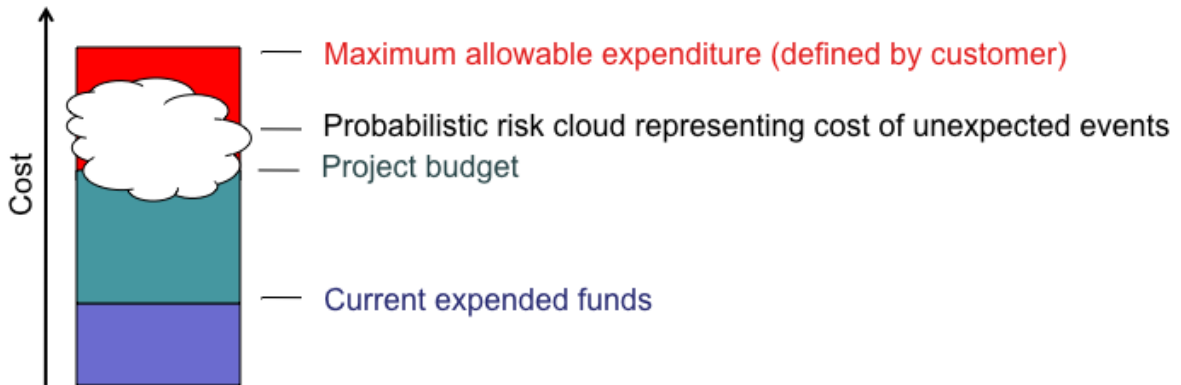 Maximum allowable expenditure (defined by customer)
Probabilistic risk cloud representing cost of unexpected events
Project budget
Cost
Current expended funds